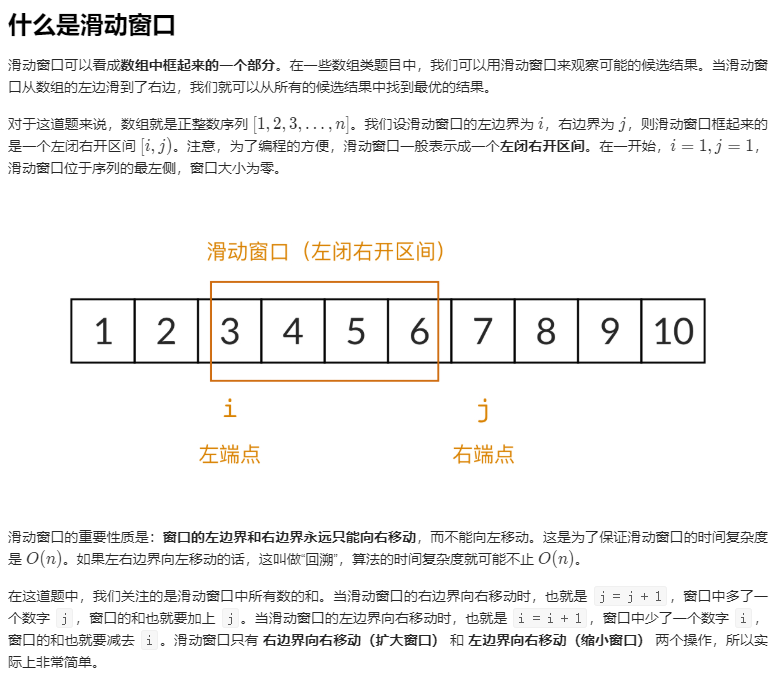 什么是滑动窗口
滑动窗口可以看成数组中框起来的一个部分。在一些数组类题目中，我们可以用滑动窗口来观察可能的候选结果。当滑动窗
口从数组的左边滑到了右边，我们就可以从所有的候选结果中找到最优的结果。
对于这道题来说，数组就是正整数序列 [1, 2, 3, …, n]。我们设滑动窗口的左边界为 i，右边界为 j，则滑动窗口框起来的
是一个左闭右开区间 [i, j)。注意，为了编程的方便，滑动窗口一般表示成一个左闭右开区间。在一开始，i = 1, j = 1，
滑动窗口位于序列的最左侧，窗口大小为零。
滑动窗口（左闭右开区间）
1 2 3 4 5 6 7 8 9 10
i j
左端点 右端点
滑动窗口的重要性质是：窗口的左边界和右边界永远只能向右移动，而不能向左移动。这是为了保证滑动窗口的时间复杂度
是 O(n)。如果左右边界向左移动的话，这叫做“回溯”，算法的时间复杂度就可能不止 O(n)。
在这道题中，我们关注的是滑动窗口中所有数的和。当滑动窗口的右边界向右移动时，也就是 j = j + 1，窗口中多了一
个数字 j，窗口的和也就要加上 j。当滑动窗口的左边界向右移动时，也就是 i = i + 1，窗口中少了一个数字 i，
窗口的和也就要减去 i。滑动窗口只有 右边界向右移动（扩大窗口） 和 左边界向右移动（缩小窗口） 两个操作，所以实
际上非常简单。